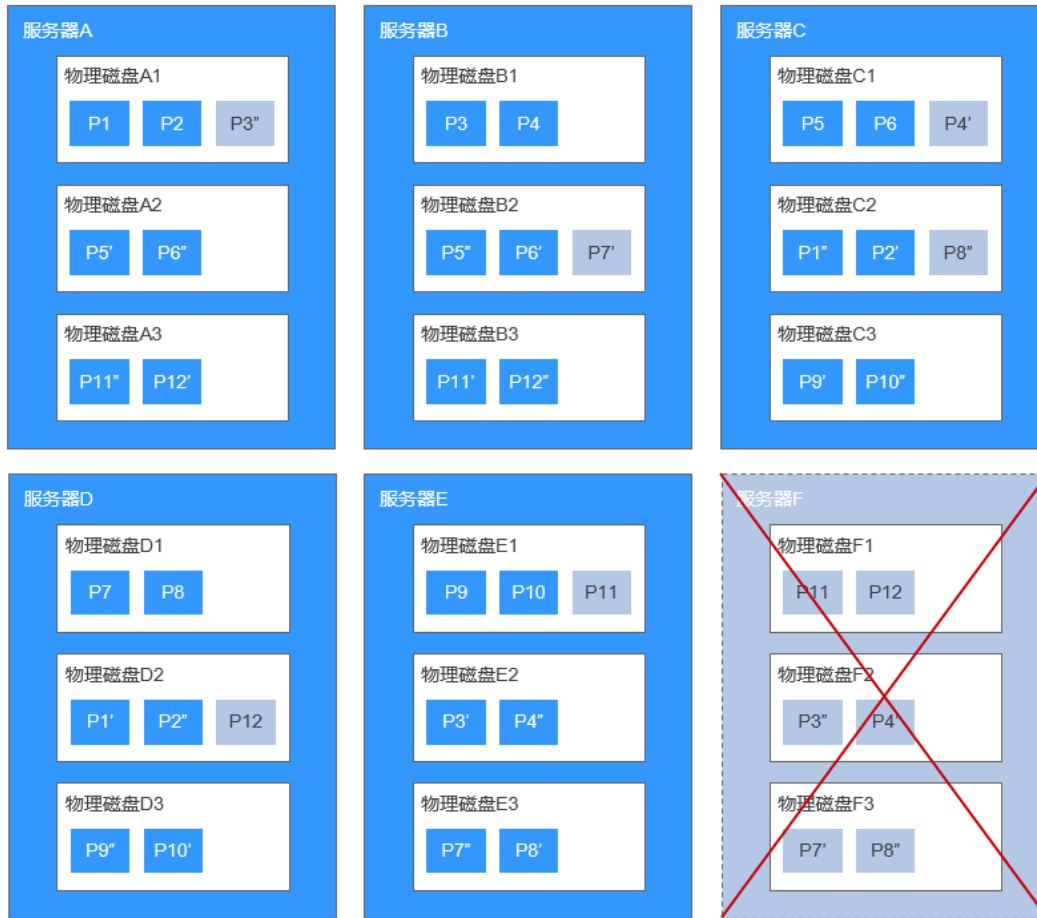 服务器A
物理磁盘A1
P1 P2 P3”
物理磁盘A2
P5’ P6”
物理磁盘A3
P11” P12’
服务器B
物理磁盘B1
P3 P4
物理磁盘B2
P5” P6’ P7’
物理磁盘B3
P11’ P12”
服务器C
物理磁盘C1
P5 P6 P4’
物理磁盘C2
P1” P2’ P8”
物理磁盘C3
P9’ P10”
服务器D
物理磁盘D1
P7 P8
物理磁盘D2
P1’ P2” P12
物理磁盘D3
P9” P10’
服务器E
物理磁盘E1
P9 P10 P11
物理磁盘E2
P3’ P4”
物理磁盘E3
P7” P8’
服务器F
物理磁盘F1
P11 P12
物理磁盘F2
P3” P4’
物理磁盘F3
P7’ P8”